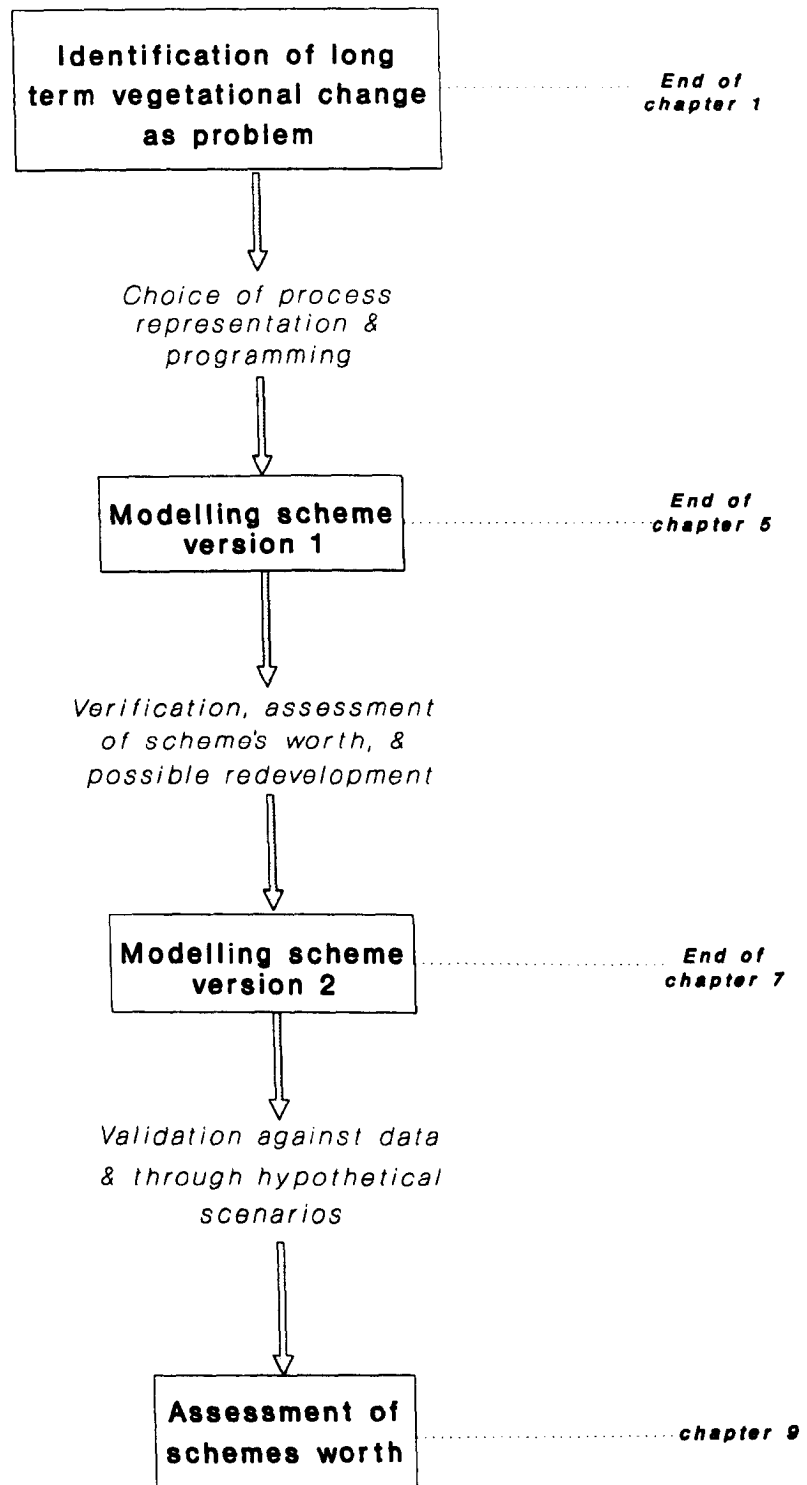 Identification of long
term vegetational change
as problem
End of
chapter 1
Choice of process
representation &
programming
Modelling scheme
version 1
End of
chapter 5
Verification, assessment
of scheme's worth, &
possible redevelopment
Modelling scheme
version 2
End of
chapter 7
Validation against data
& through hypothetical
scenarios
Assessment of
schemes worth
chapter 9